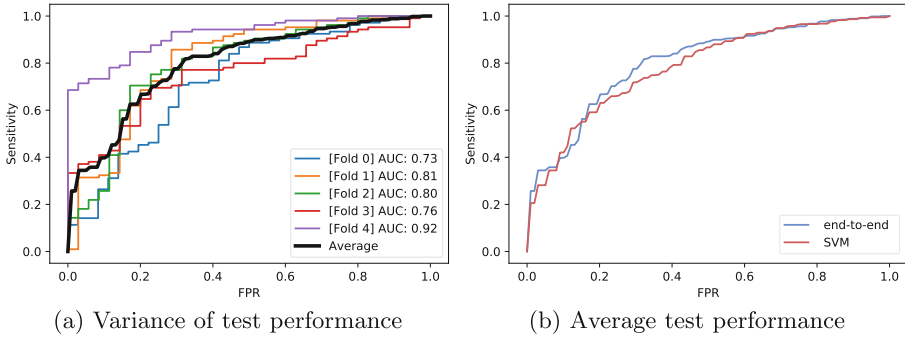 1.0
0.8
0.6
0.4
0.2
0.0
Sensitivity
0.0 0.2 0.4 0.6 0.8 1.0
FPR
[Fold 0] AUC: 0.73
[Fold 1] AUC: 0.81
[Fold 2] AUC: 0.80
[Fold 3] AUC: 0.76
[Fold 4] AUC: 0.92
Average
(a) Variance of test performance
1.0
0.8
0.6
0.4
0.2
0.0
Sensitivity
0.0 0.2 0.4 0.6 0.8 1.0
FPR
end-to-end
SVM
(b) Average test performance